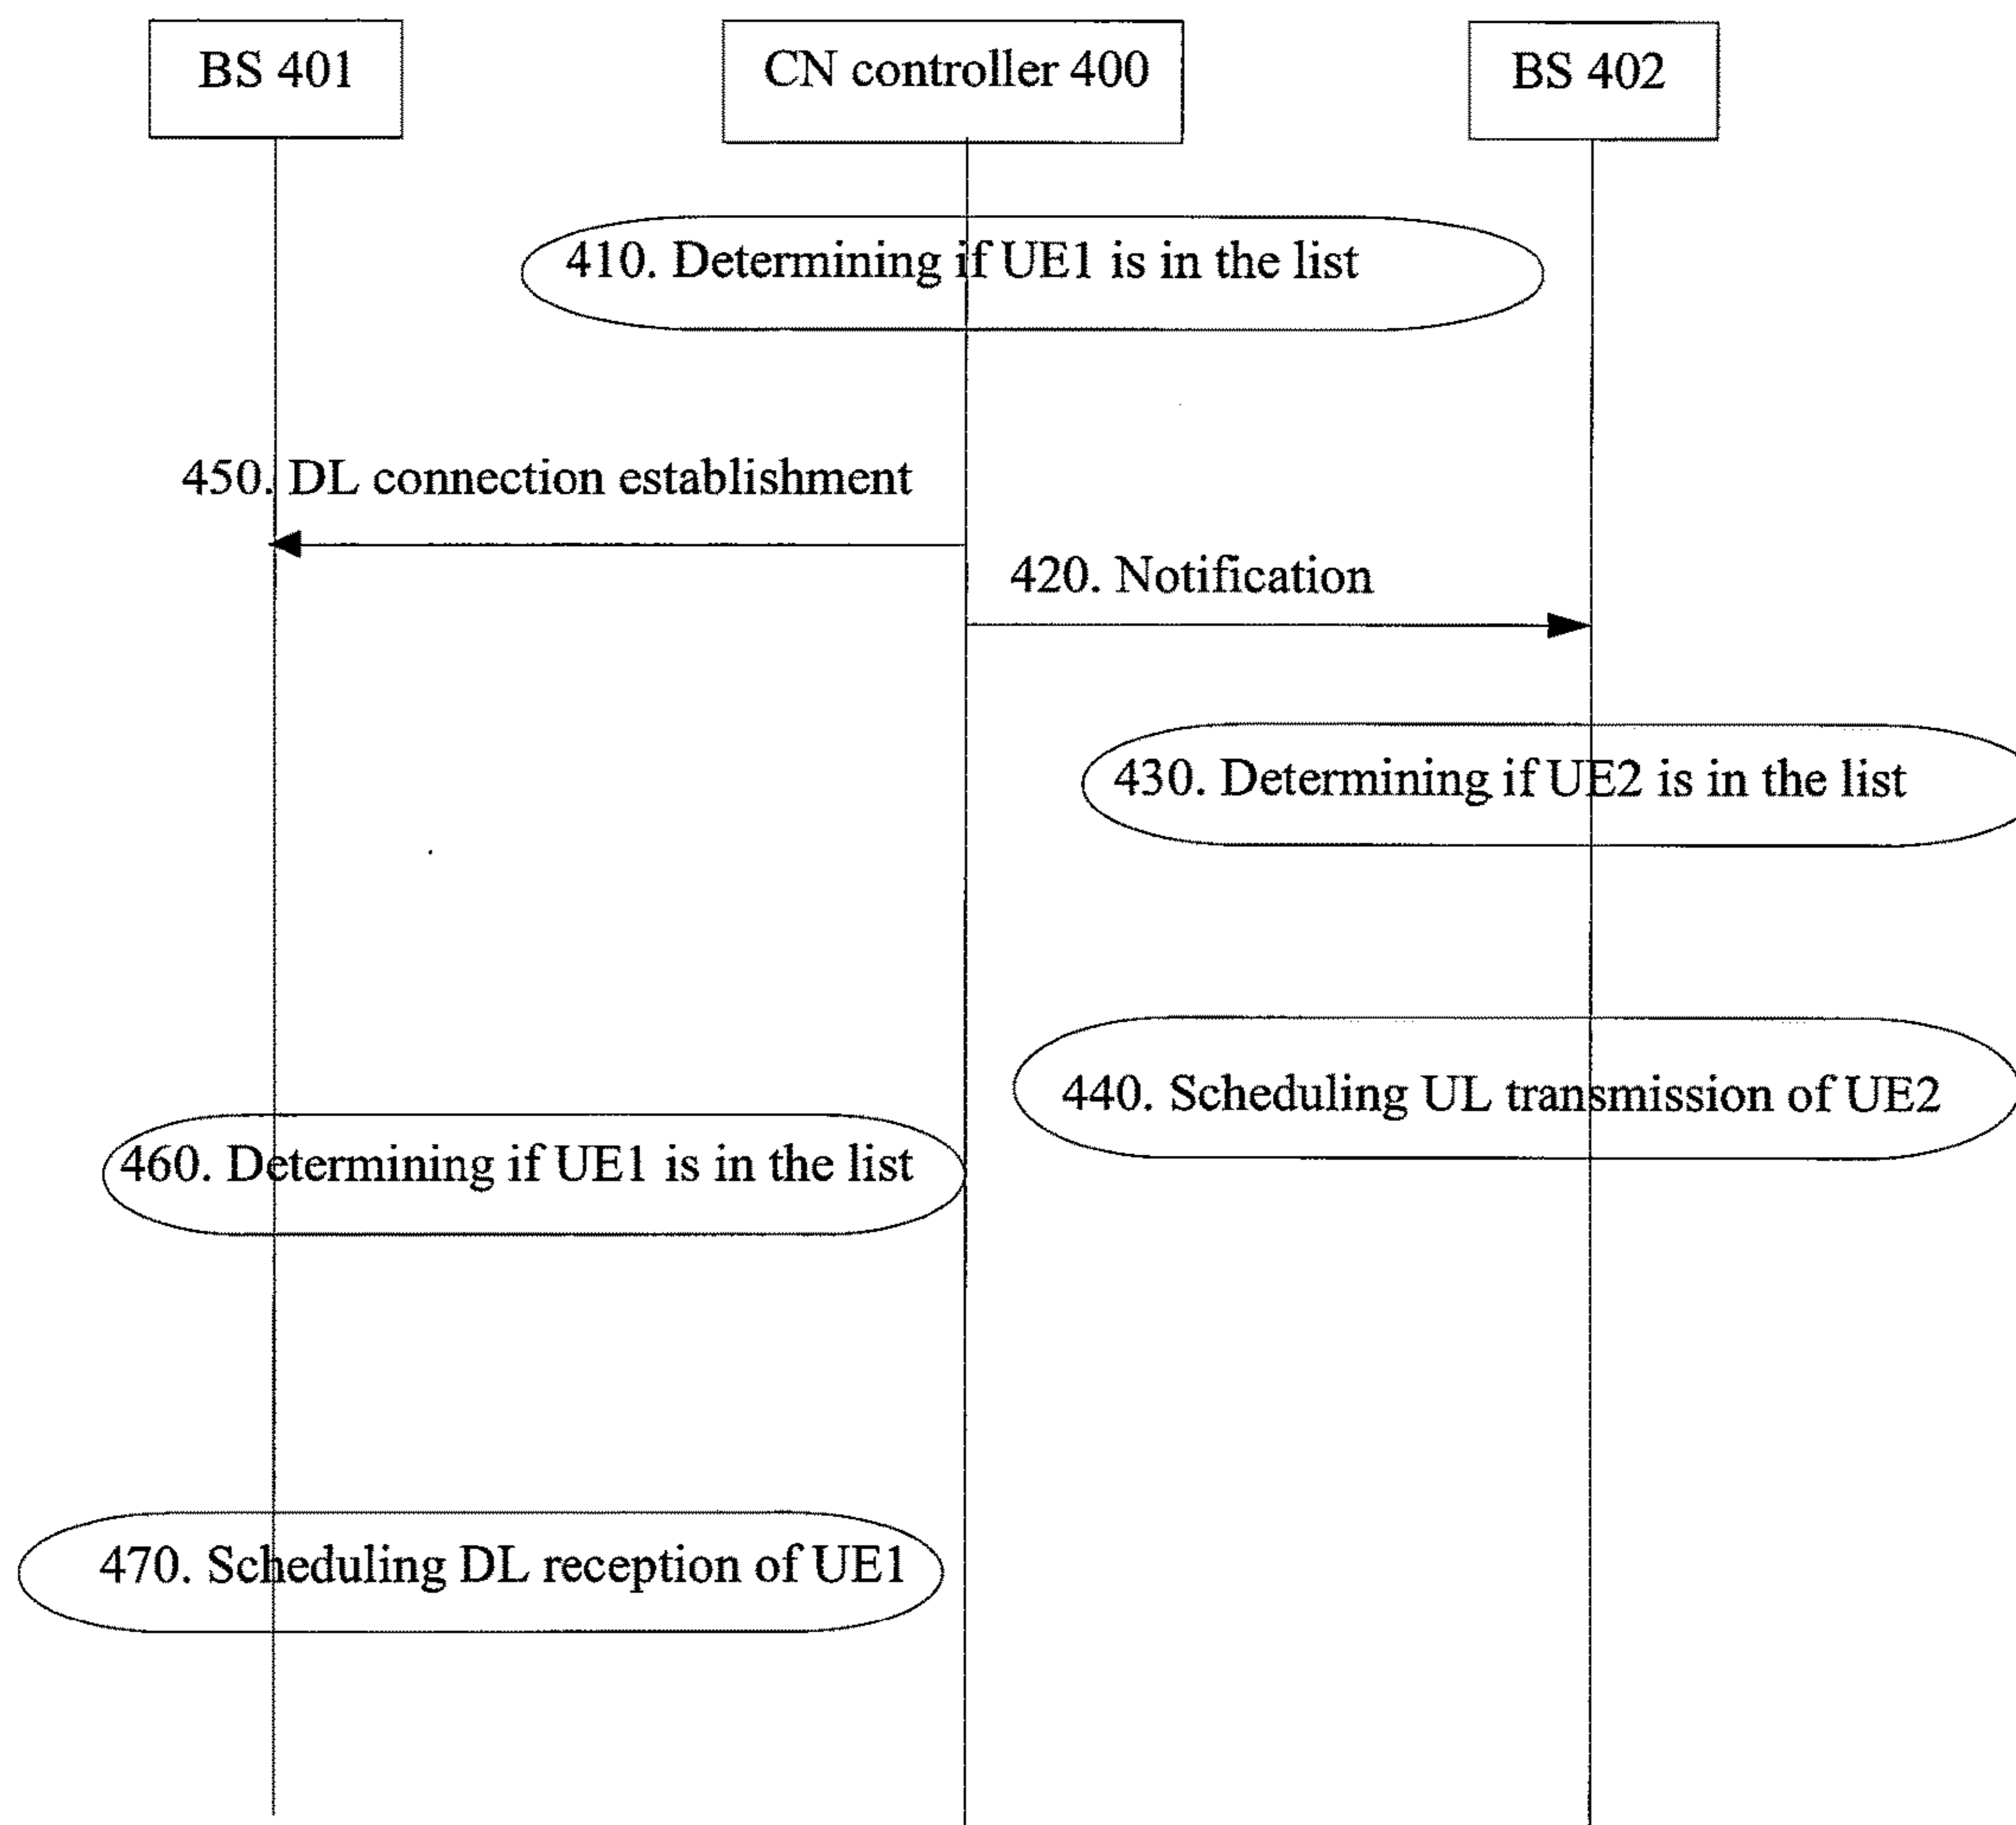 BS 401
CN controller 400
BS 402
410. Determining if UE1 is in the list
450. DL connection establishment
420. Notification
430. Determining if UE2 is in the list
440. Scheduling UL transmission of UE2
460. Determining if UE1 is in the list
470. Scheduling DL reception of UE1